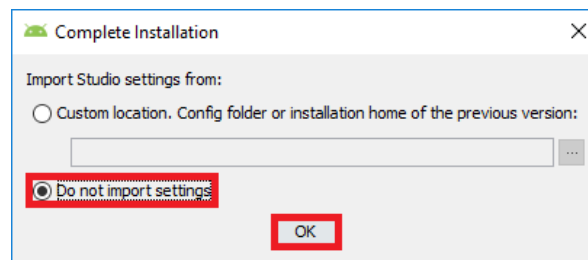 Complete Installation
Import Studio settings from:
Custom location. Config folder or installation home of the previous version:
...
Do not import settings
OK